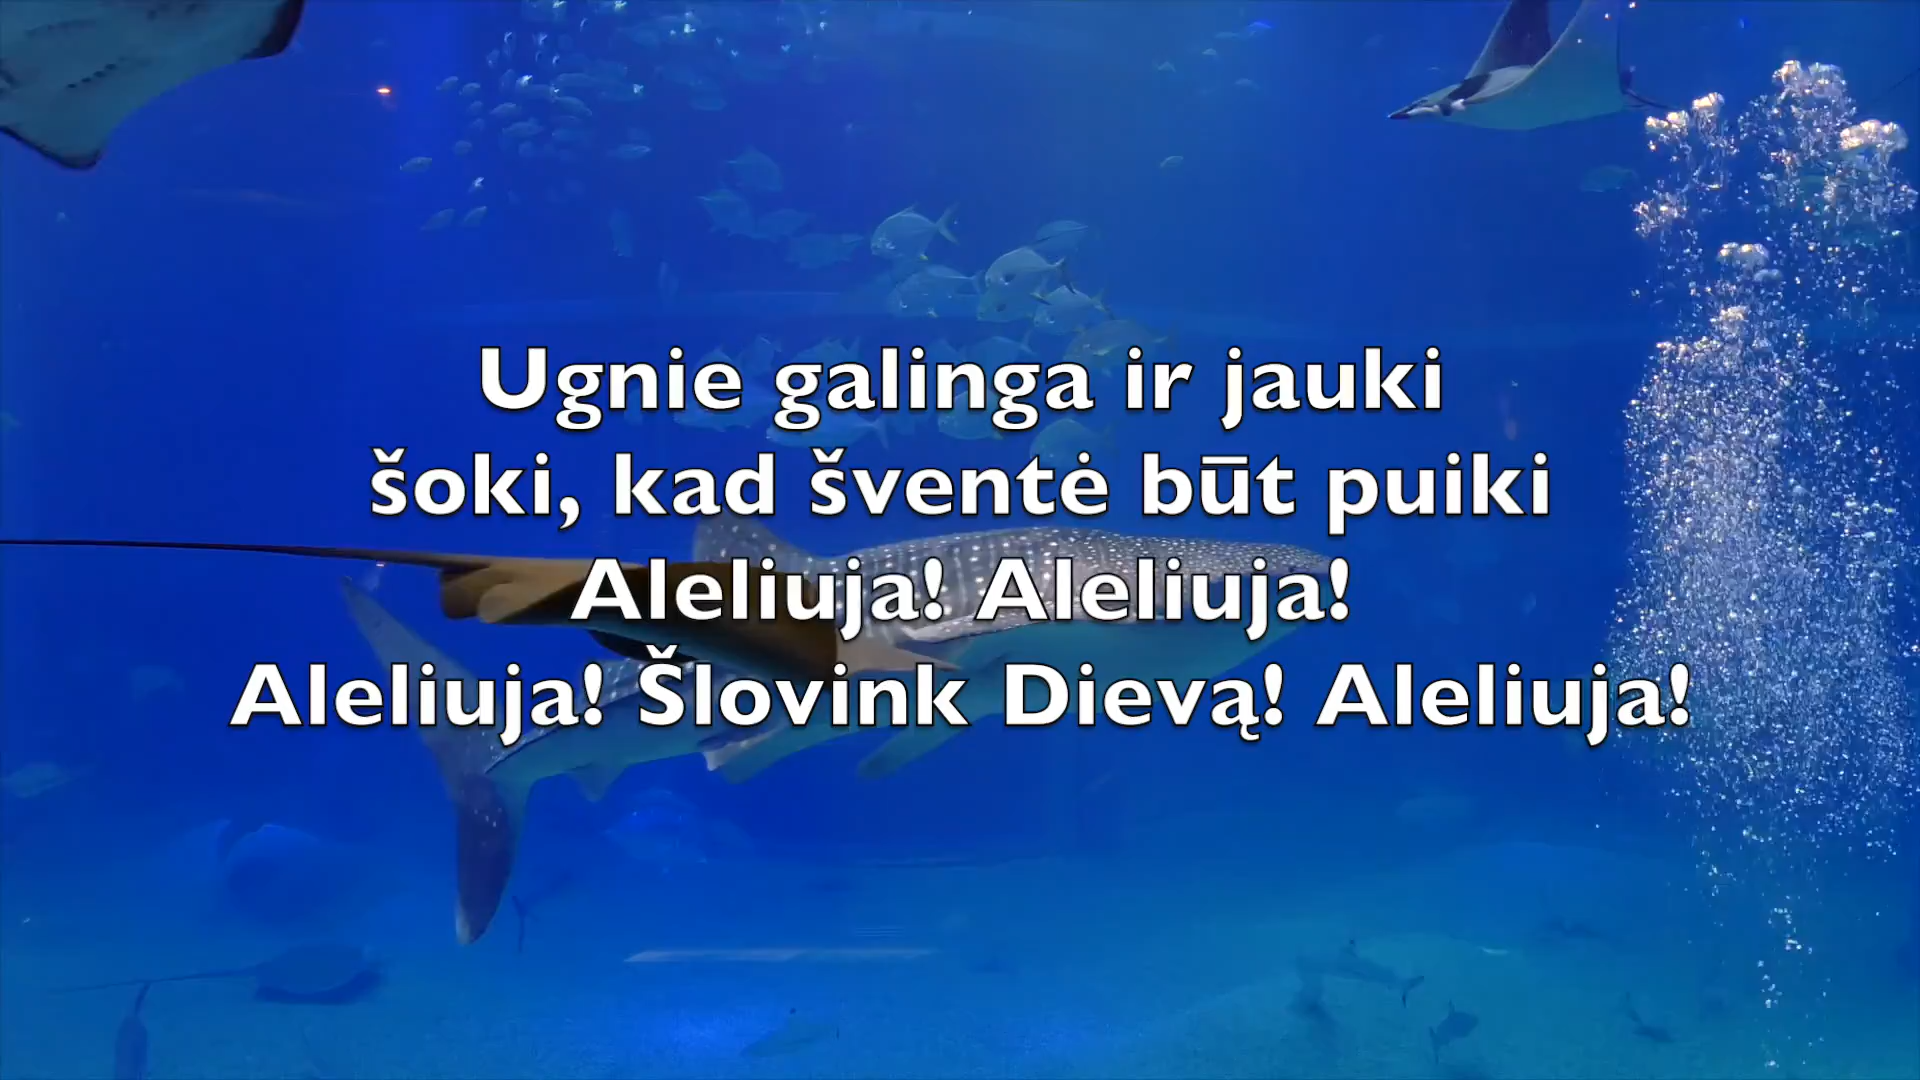 Ugnie galinga ir jauki
šoki, kad šventė būt puiki
Aleliuja! Aleliuja!
Aleliuja! Šlovink Dievą! Aleliuja!